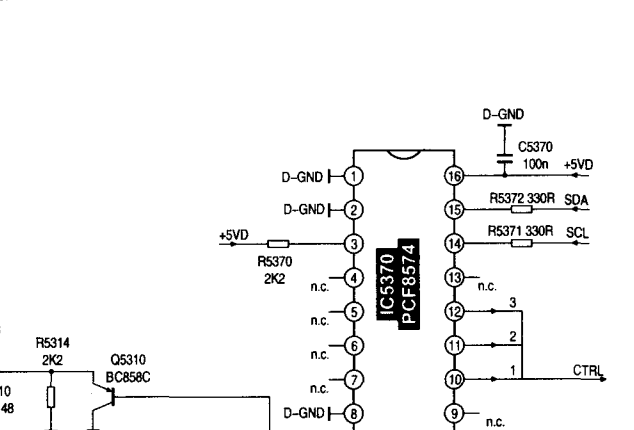 D-GND
C5370
100n
+5VD
D-GND
1
16
R5372 330R
SDA
D-GND
2
15
R5371 330R
SCL
+5VD
3
14
R5370
2K2
IC5370
PCF8574
4
13
n.c.
n.c.
5
12
3
n.c.
6
11
2
n.c.
7
10
1
CTRL
n.c.
D-GND
8
9
n.c.
R5314
2K2
Q5310
BC858C
10
48